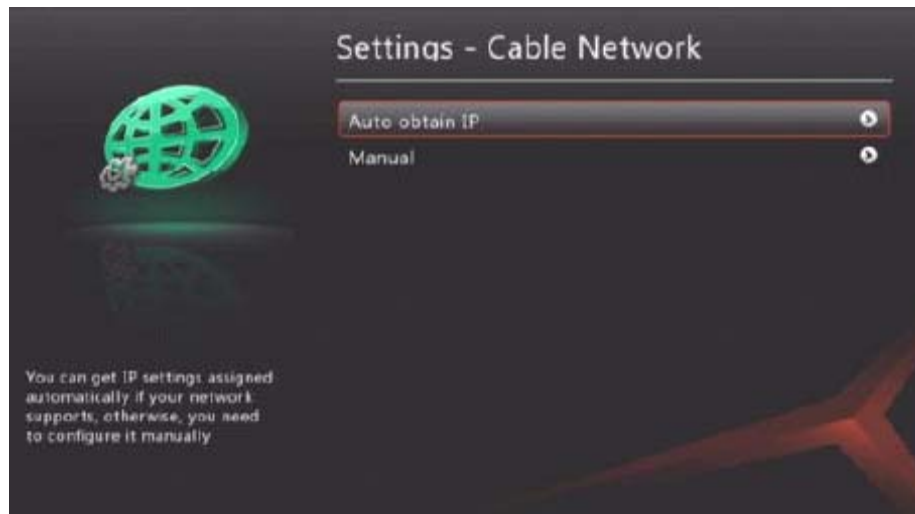 Settings - Cable Network
Auto obtain IP
Manual
You can get IP settings assigned
automatically if your network
supports, otherwise, you need
to configure it manually